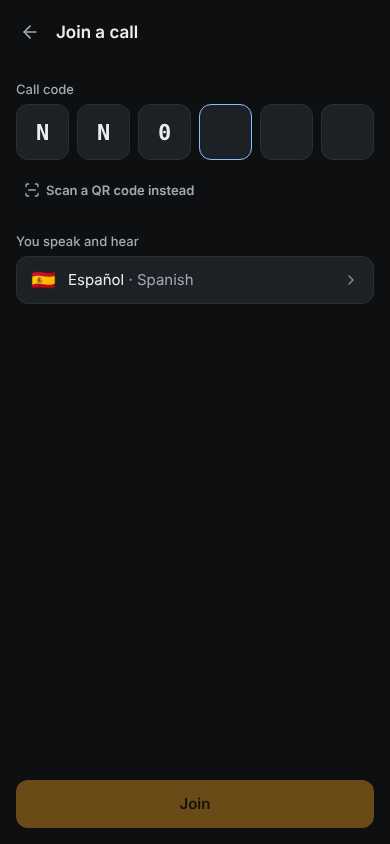 Join a call
Call code
N N 0
Scan a QR code instead
You speak and hear
Español · Spanish
Join